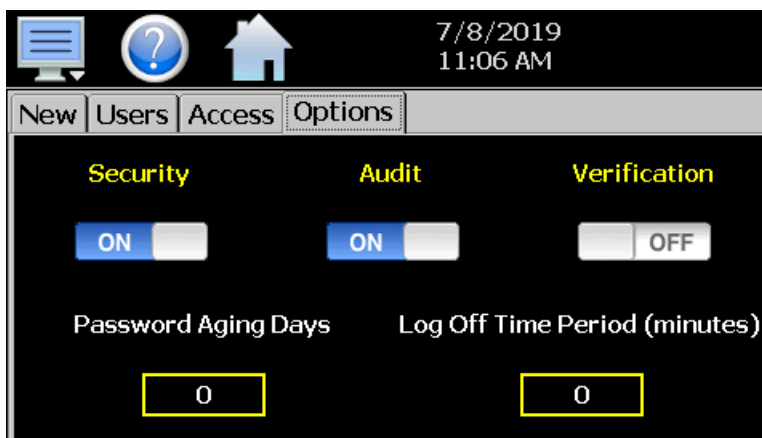 7/8/2019
11:06 AM
New Users Access Options
Security Audit Verification
ON ON OFF
Password Aging Days Log Off Time Period (minutes)
0 0